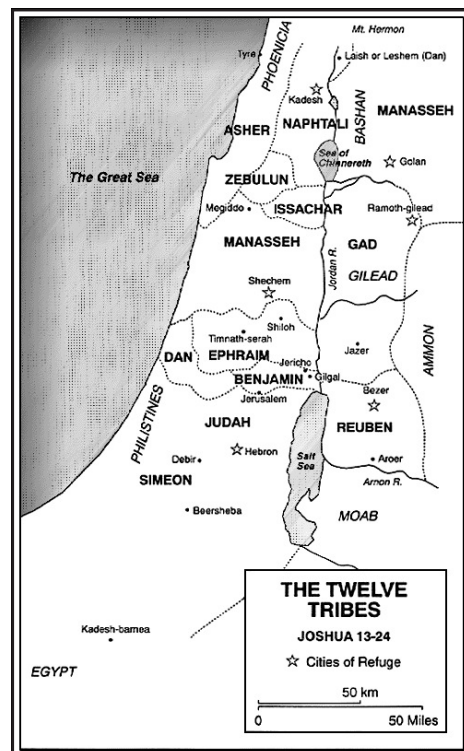 Mt. Hermon
Tyre
PHOENICIA
Laish or Leshem (Dan)
Kadesh
BASHAN
MANASSEH
ASHER
NAPHTALI
The Great Sea
Sea of
Chinnereth
Golan
ZEBULUN
Megiddo
ISSACHAR
Ramoth-gilead
MANASSEH
GAD
Jordan R.
GILEAD
Shechem
Shiloh
Timnath-serah
DAN
EPHRAIM
Jazer
AMMON
Jericho
Gilgal
BENJAMIN
Jerusalem
Bezer
PHILISTINES
JUDAH
REUBEN
Hebron
Debir
Salt
Sea
Aroer
SIMEON
Arnon R.
Beersheba
MOAB
THE TWELVE
TRIBES
JOSHUA 13-24
Cities of Refuge
50 km
0
50 Miles
Kadesh-barnea
EGYPT